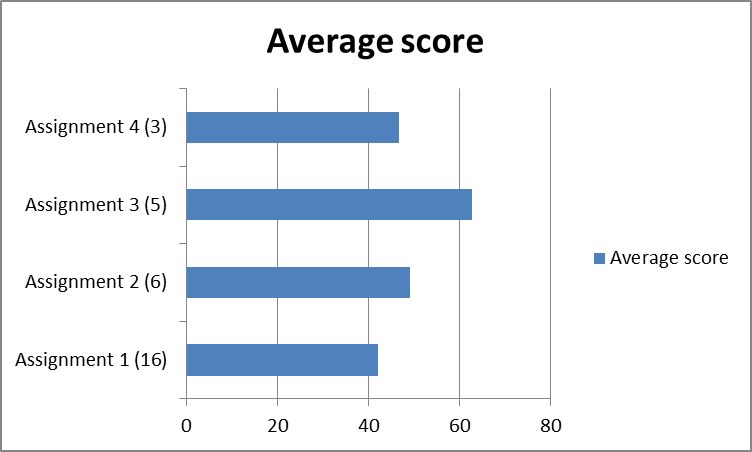 Average score
Assignment 4 (3)
Assignment 3 (5)
Assignment 2 (6)
Assignment 1 (16)
0 20 40 60 80
Average score